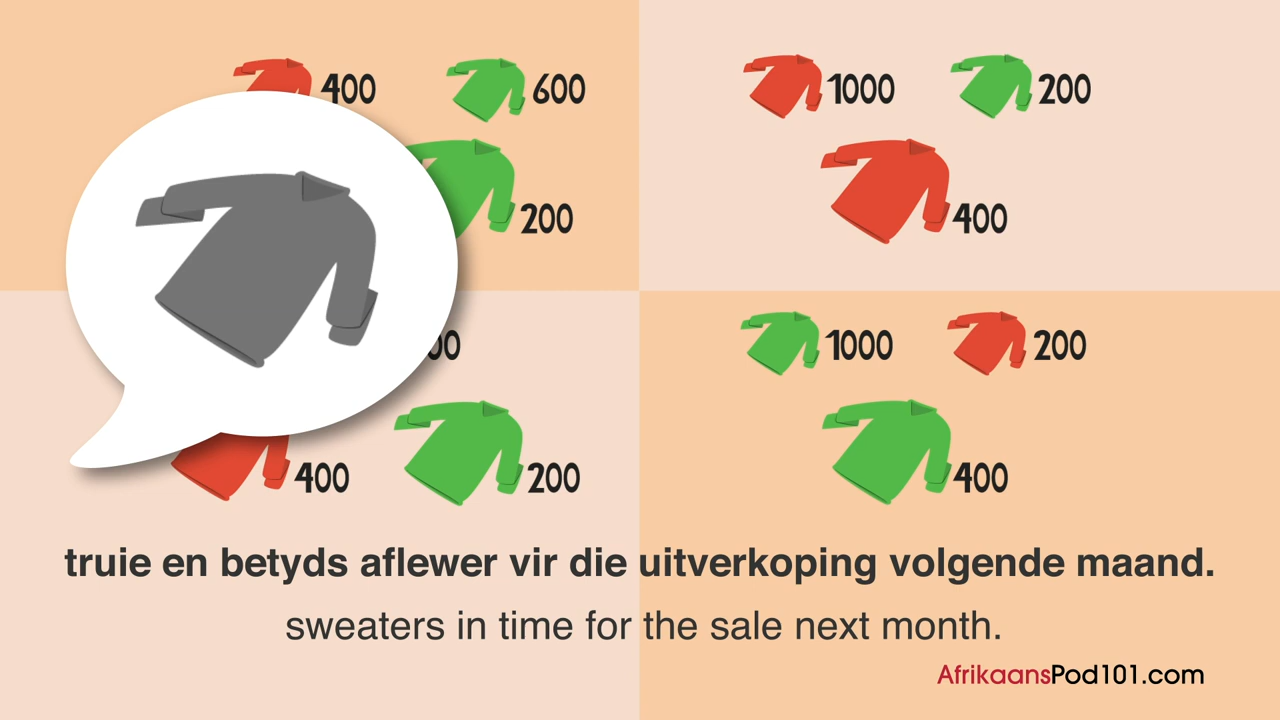 400 600
1000 200
200
400
1000 200
400 200
400
truie en betyds aflewer vir die uitverkoping volgende maand.
sweaters in time for the sale next month.
AfrikaansPod101.com